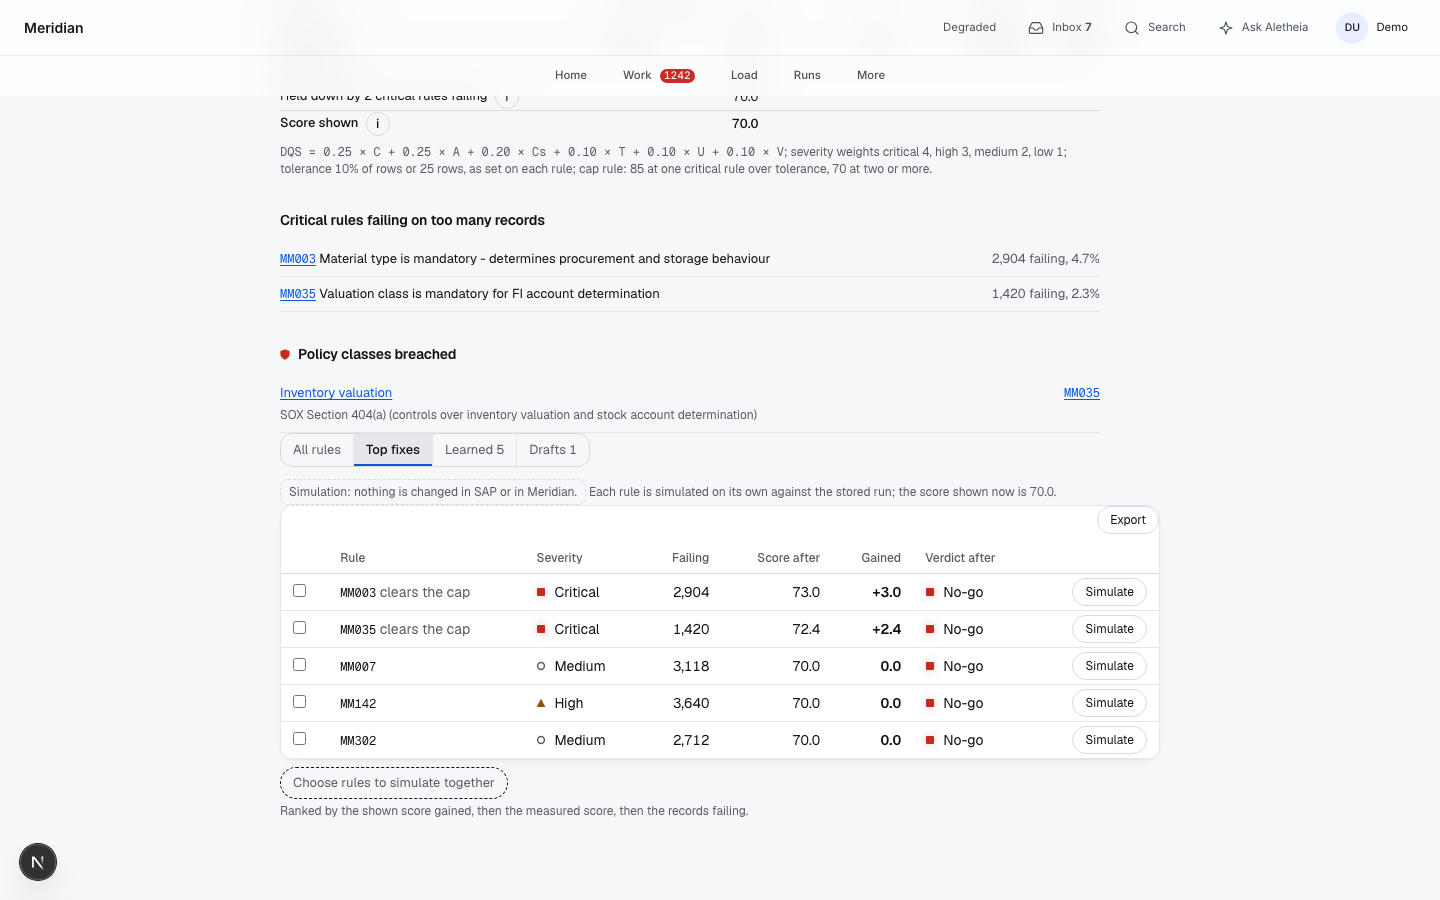 Meridian
Degraded
Inbox 7
Search
Ask Aletheia
DU
Demo
Home
Work 1242
Load
Runs
More
Held down by 2 critical rules failing i 70.0
Score shown i 70.0
DQS = 0.25 × C + 0.25 × A + 0.20 × Cs + 0.10 × T + 0.10 × U + 0.10 × V; severity weights critical 4, high 3, medium 2, low 1;
tolerance 10% of rows or 25 rows, as set on each rule; cap rule: 85 at one critical rule over tolerance, 70 at two or more.
Critical rules failing on too many records
MM003 Material type is mandatory - determines procurement and storage behaviour 2,904 failing, 4.7%
MM035 Valuation class is mandatory for FI account determination 1,420 failing, 2.3%
Policy classes breached
Inventory valuation MM035
SOX Section 404(a) (controls over inventory valuation and stock account determination)
All rules Top fixes Learned 5 Drafts 1
Simulation: nothing is changed in SAP or in Meridian. Each rule is simulated on its own against the stored run; the score shown now is 70.0.
Export
Rule Severity Failing Score after Gained Verdict after
MM003 clears the cap Critical 2,904 73.0 +3.0 No-go Simulate
MM035 clears the cap Critical 1,420 72.4 +2.4 No-go Simulate
MM007 Medium 3,118 70.0 0.0 No-go Simulate
MM142 High 3,640 70.0 0.0 No-go Simulate
MM302 Medium 2,712 70.0 0.0 No-go Simulate
Choose rules to simulate together
Ranked by the shown score gained, then the measured score, then the records failing.
N